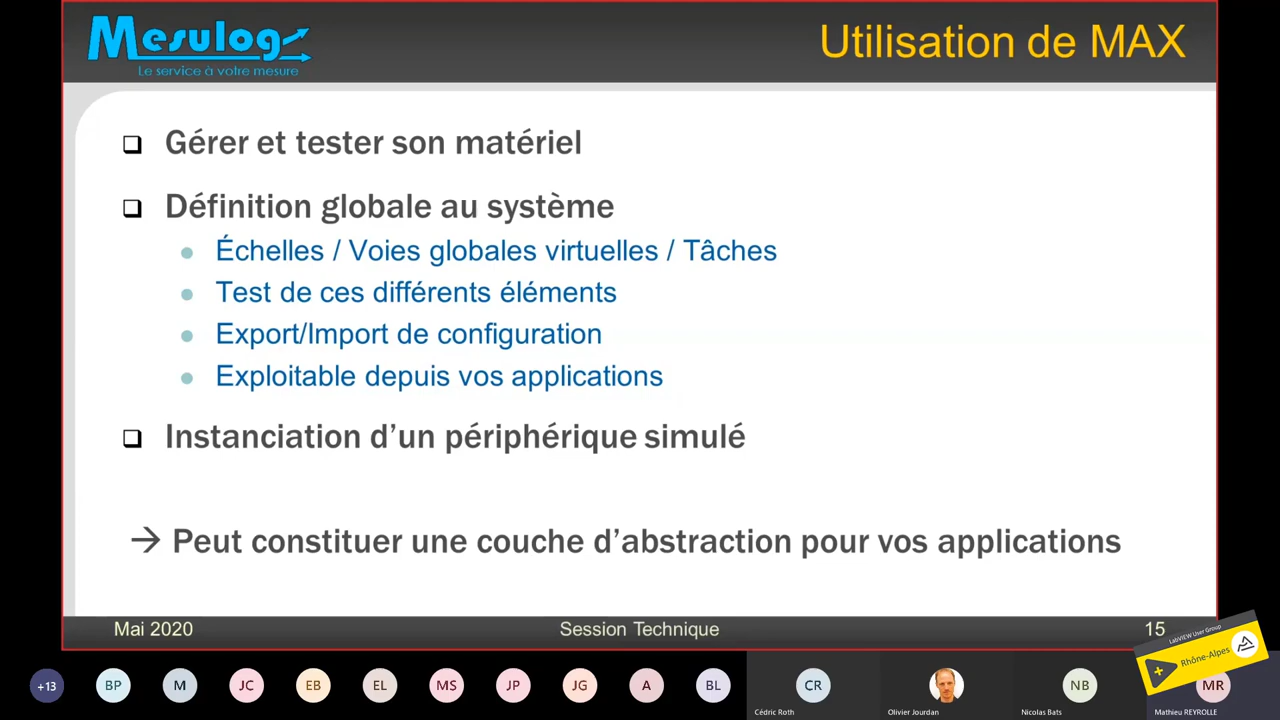 Mesulog
Le service à votre mesure
Utilisation de MAX
Gérer et tester son matériel
Définition globale au système
Échelles / Voies globales virtuelles / Tâches
Test de ces différents éléments
Export/Import de configuration
Exploitable depuis vos applications
Instanciation d’un périphérique simulé
→ Peut constituer une couche d’abstraction pour vos applications
Mai 2020
Session Technique
15
LabVIEW User Group
Rhône-Alpes
+13
BP
M
JC
EB
EL
MS
JP
JG
A
BL
CR
NB
MR
Cédric Roth
Olivier Jourdan
Nicolas Bats
Mathieu REYROLLE